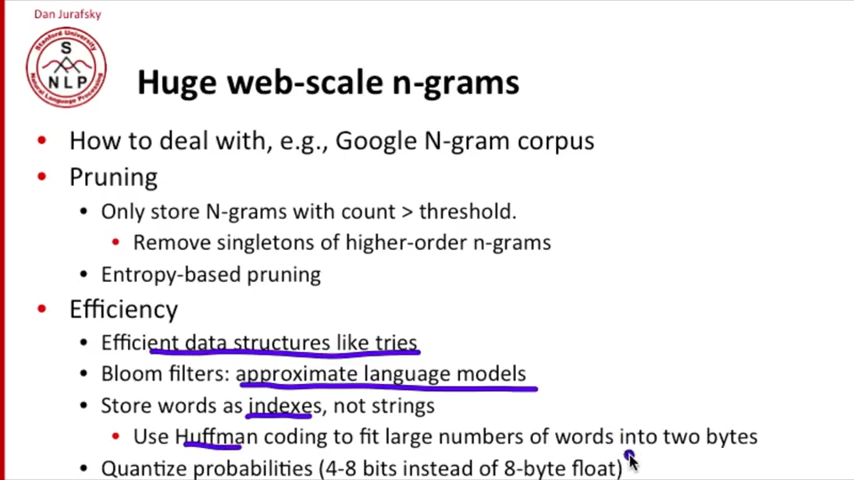 Dan Jurafsky
Stanford University
S
NLP
Natural Language Processing
Huge web-scale n-grams
• How to deal with, e.g., Google N-gram corpus
• Pruning
• Only store N-grams with count > threshold.
• Remove singletons of higher-order n-grams
• Entropy-based pruning
• Efficiency
• Efficient data structures like tries
• Bloom filters: approximate language models
• Store words as indexes, not strings
• Use Huffman coding to fit large numbers of words into two bytes
• Quantize probabilities (4-8 bits instead of 8-byte float)